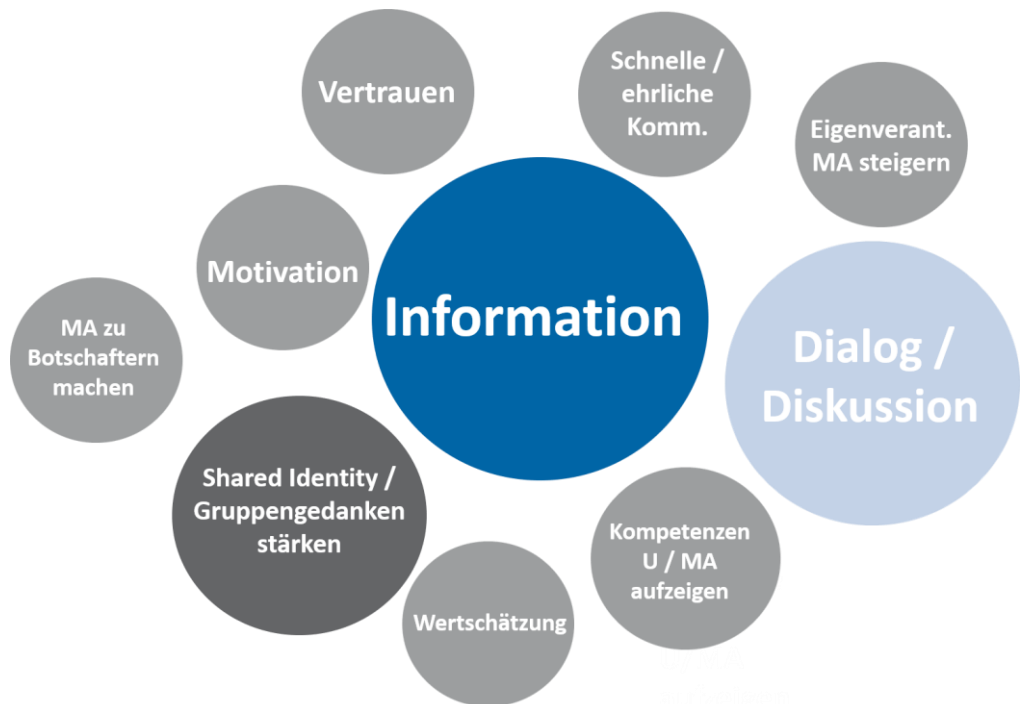 Vertrauen
Schnelle /
ehrliche
Komm.
Eigenverant.
MA steigern
Motivation
Information
MA zu
Botschaftern
machen
Dialog /
Diskussion
Shared Identity /
Gruppengedanken
stärken
Kompetenzen
U / MA
aufzeigen
Wertschätzung